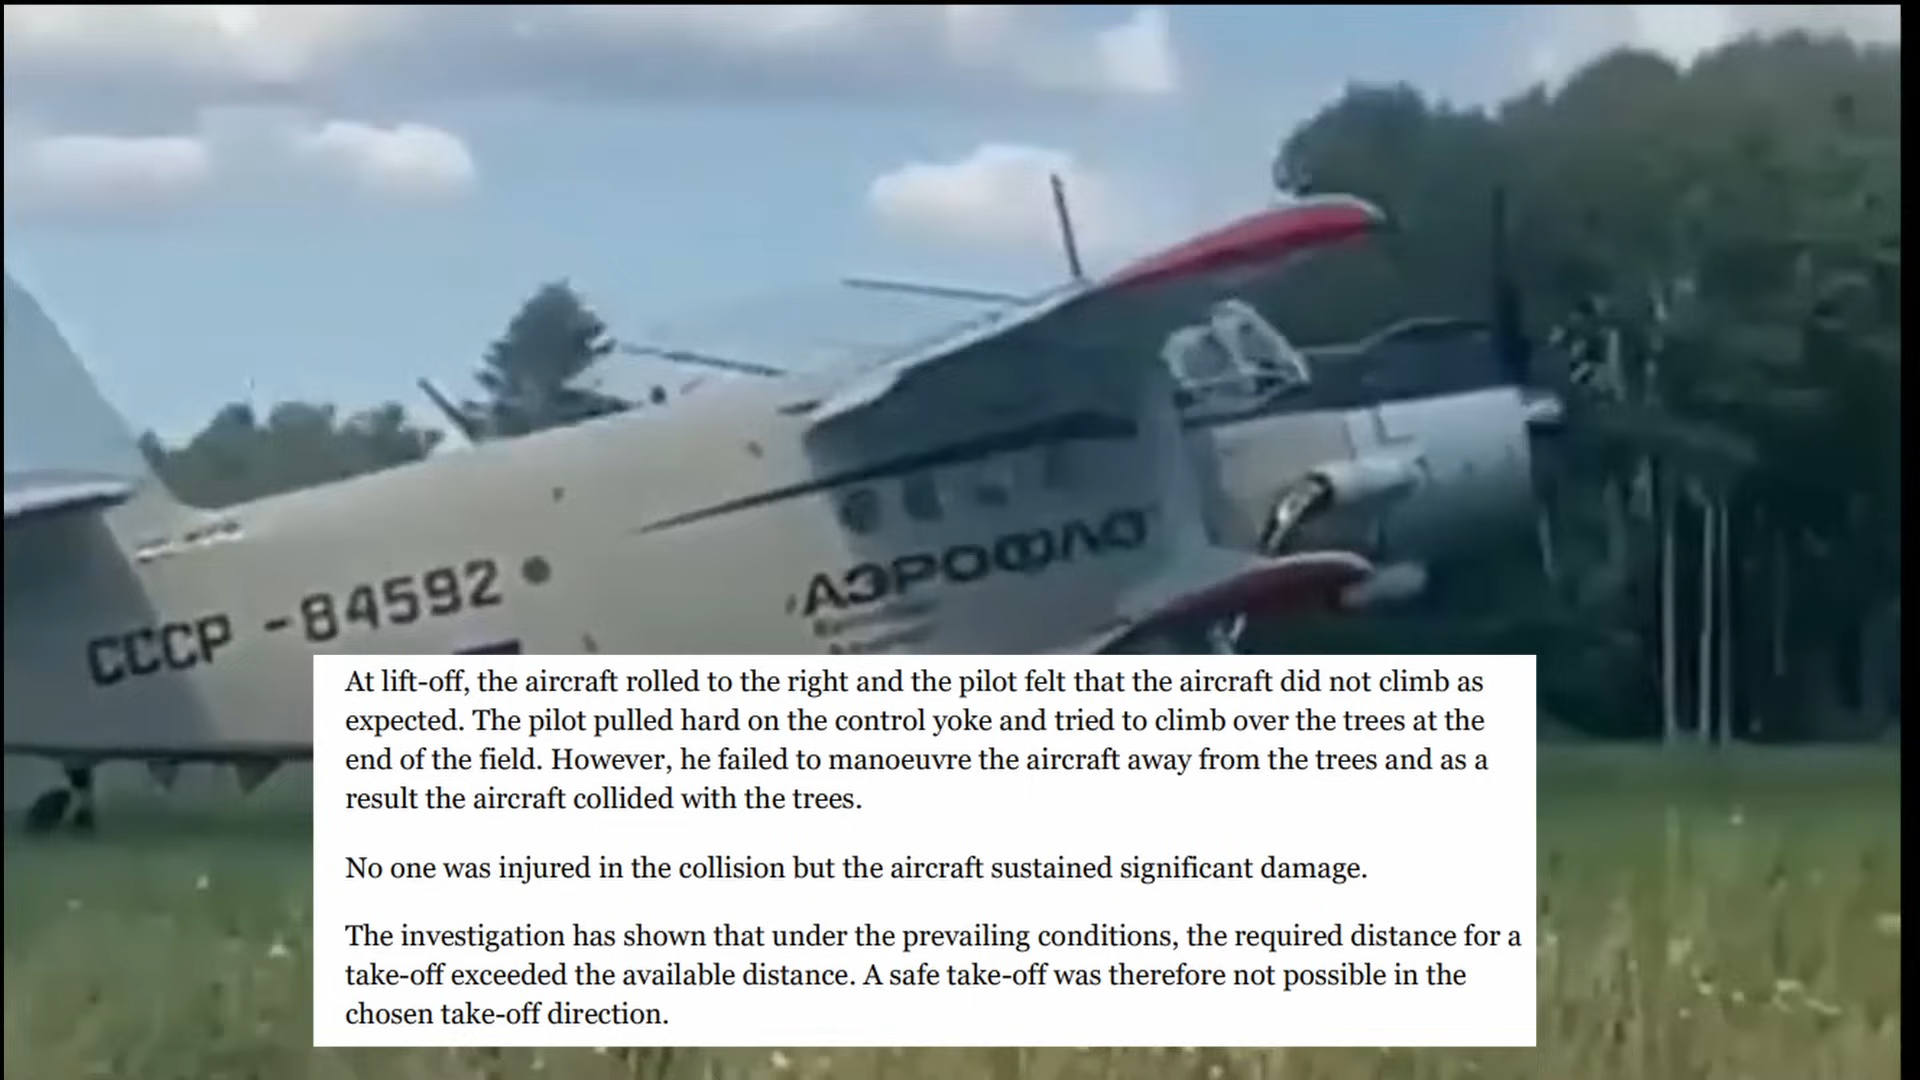 СССР-84592
АЭРОФЛО
At lift-off, the aircraft rolled to the right and the pilot felt that the aircraft did not climb as
expected. The pilot pulled hard on the control yoke and tried to climb over the trees at the
end of the field. However, he failed to manoeuvre the aircraft away from the trees and as a
result the aircraft collided with the trees.
No one was injured in the collision but the aircraft sustained significant damage.
The investigation has shown that under the prevailing conditions, the required distance for a
take-off exceeded the available distance. A safe take-off was therefore not possible in the
chosen take-off direction.